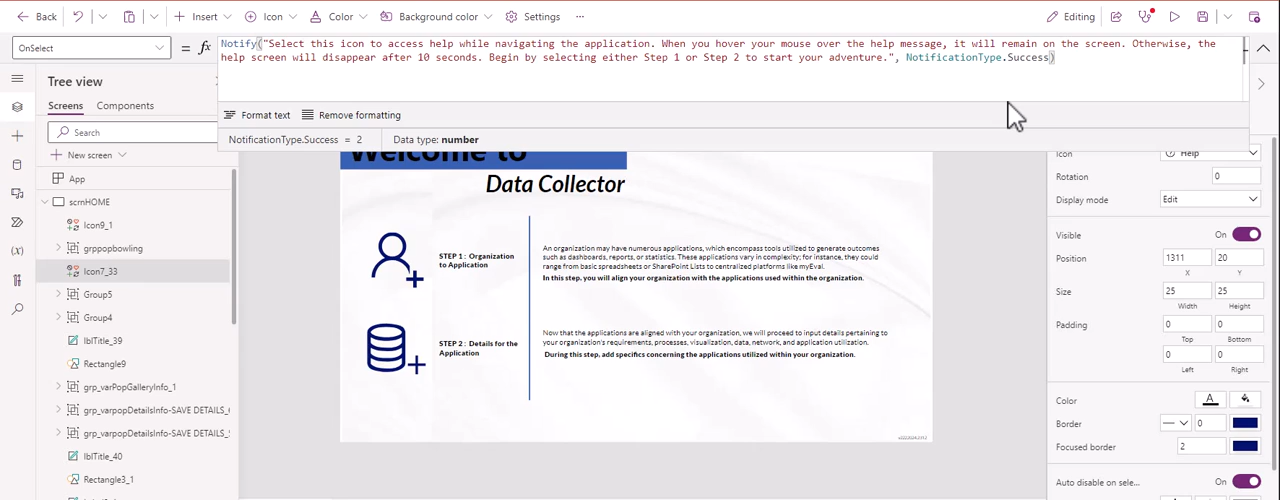 Back
Insert
Icon
Color
Background color
Settings
...
Editing
OnSelect
= fx
Notify("Select this icon to access help while navigating the application. When you hover your mouse over the help message, it will remain on the screen. Otherwise, the
help screen will disappear after 10 seconds. Begin by selecting either Step 1 or Step 2 to start your adventure.", NotificationType.Success)
Format text
Remove formatting
NotificationType.Success = 2
Data type: number
Tree view
Screens
Components
Search
New screen
App
scrnHOME
Icon9_1
grppopbowling
Icon7_33
Group5
Group4
lblTitle_39
Rectangle9
grp_varPopGalleryInfo_1
grp_varpopDetailsInfo-SAVE DETAILS_
grp_varpopDetailsInfo-SAVE DETAILS_
lblTitle_40
Rectangle3_1
Welcome to
Data Collector
STEP 1 : Organization
to Application
An organization may have numerous applications, which encompass tools utilized to generate outcomes
such as dashboards, reports, or statistics. These applications vary in complexity; for instance, they could
range from basic spreadsheets or SharePoint Lists to centralized platforms like myEval.
In this step, you will align your organization with the applications used within the organization.
STEP 2 : Details for the
Application
Now that the applications are aligned with your organization, we will proceed to input details pertaining to
your organization's requirements, processes, visualization, data, network, and application utilization.
During this step, add specifics concerning the applications utilized within your organization.
Icon
Help
Rotation
0
Display mode
Edit
Visible
On
Position
1311
20
X
Y
Size
25
25
Width
Height
Padding
0
0
Top
Bottom
0
0
Left
Right
Color
A
Border
0
Focused border
2
Auto disable on sele...
On